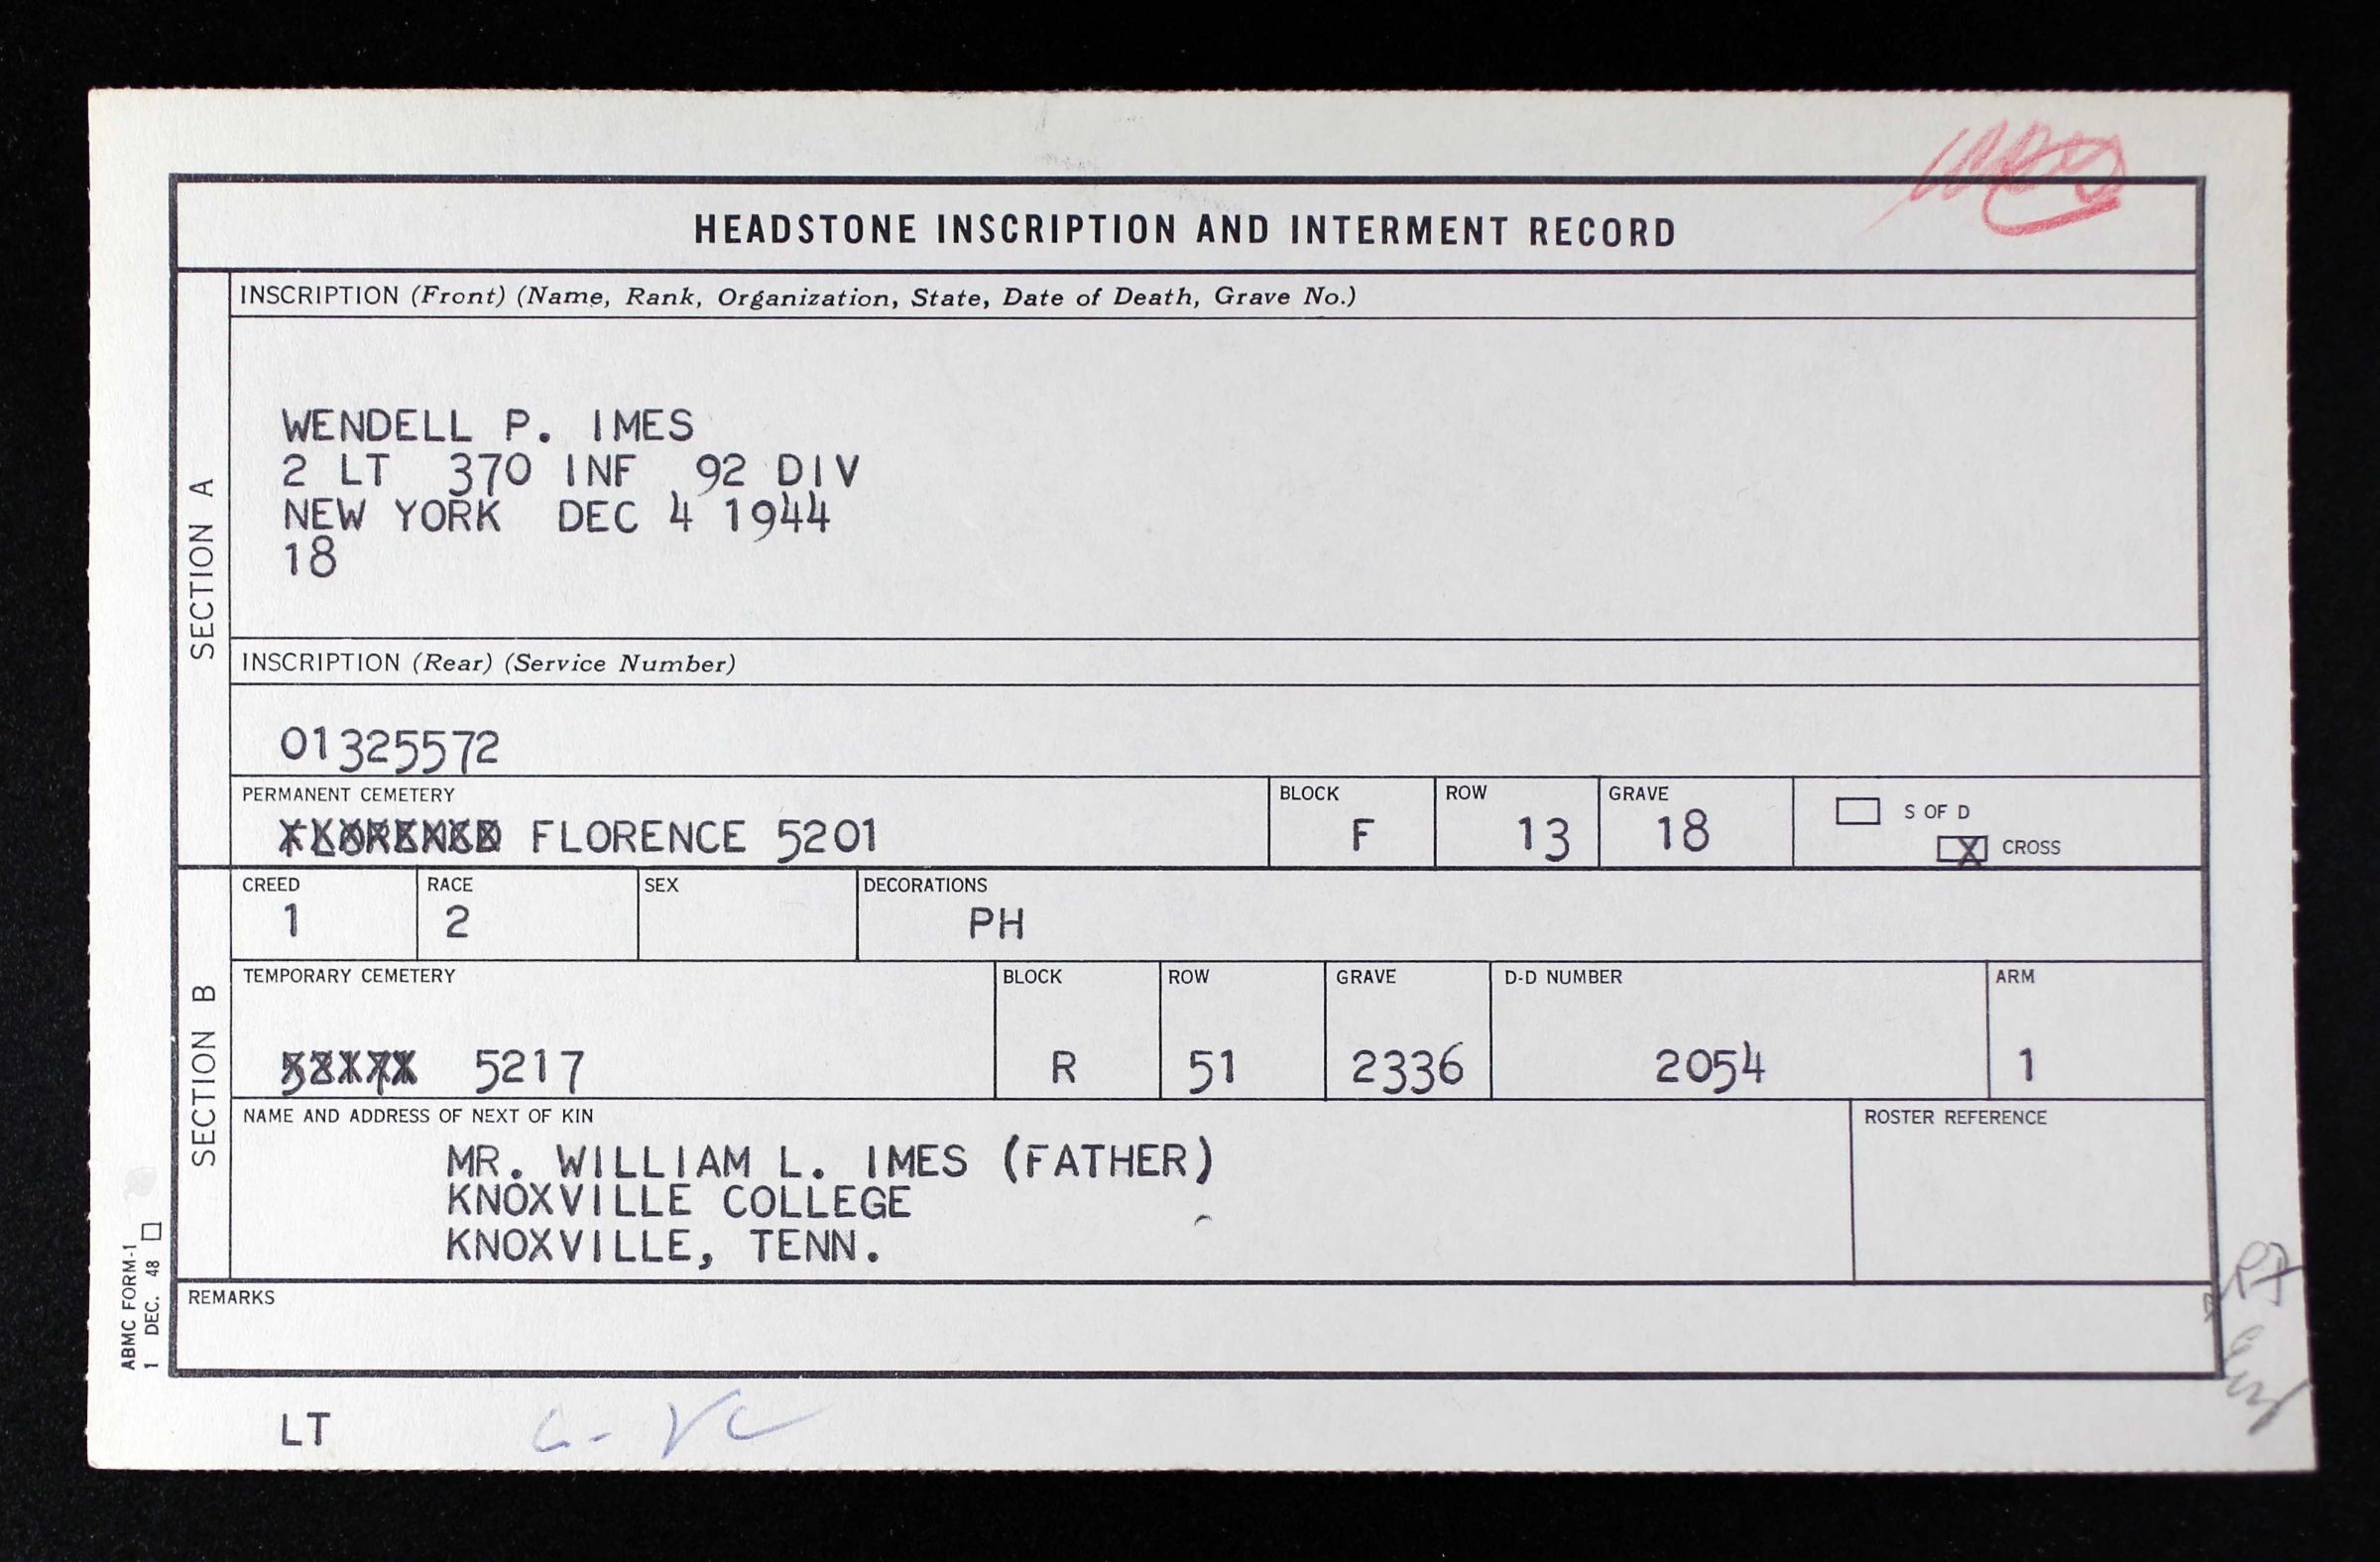 HEADSTONE INSCRIPTION AND INTERMENT RECORD
SECTION A
INSCRIPTION (Front) (Name, Rank, Organization, State, Date of Death, Grave No.)
WENDELL P. IMES
2 LT 370 INF 92 DIV
NEW YORK DEC 4 1944
18
INSCRIPTION (Rear) (Service Number)
01325572
PERMANENT CEMETERY BLOCK ROW GRAVE
FLORENCE 5201 F 13 18
S OF D
X CROSS
SECTION B
CREED RACE SEX DECORATIONS
1 2 PH
TEMPORARY CEMETERY BLOCK ROW GRAVE D-D NUMBER ARM
5217 R 51 2336 2054 1
NAME AND ADDRESS OF NEXT OF KIN ROSTER REFERENCE
MR. WILLIAM L. IMES (FATHER)
KNOXVILLE COLLEGE
KNOXVILLE, TENN.
REMARKS
ABMC FORM-1
1 DEC. 48
LT